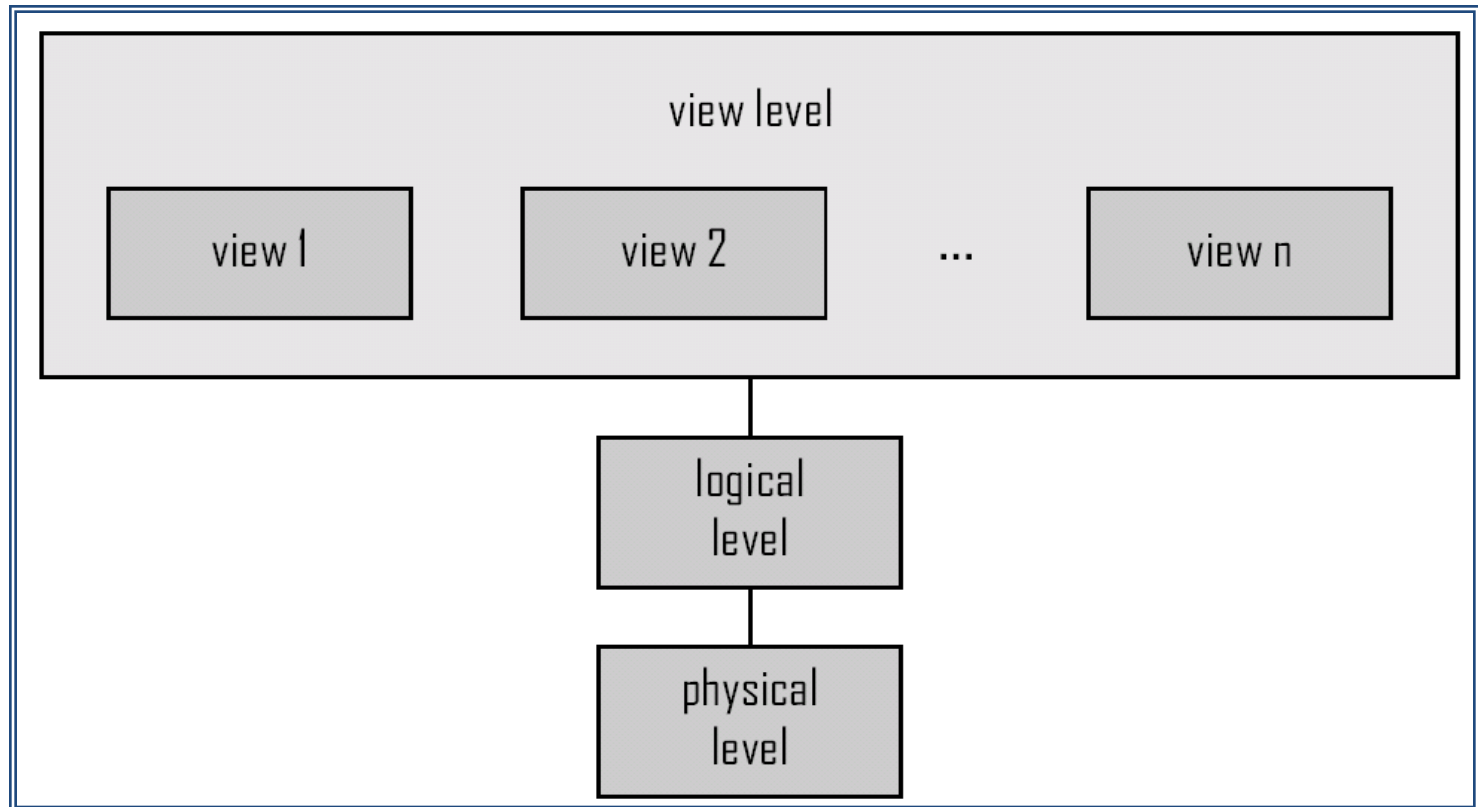 view level
view 1
view 2
...
view n
logical
level
physical
level